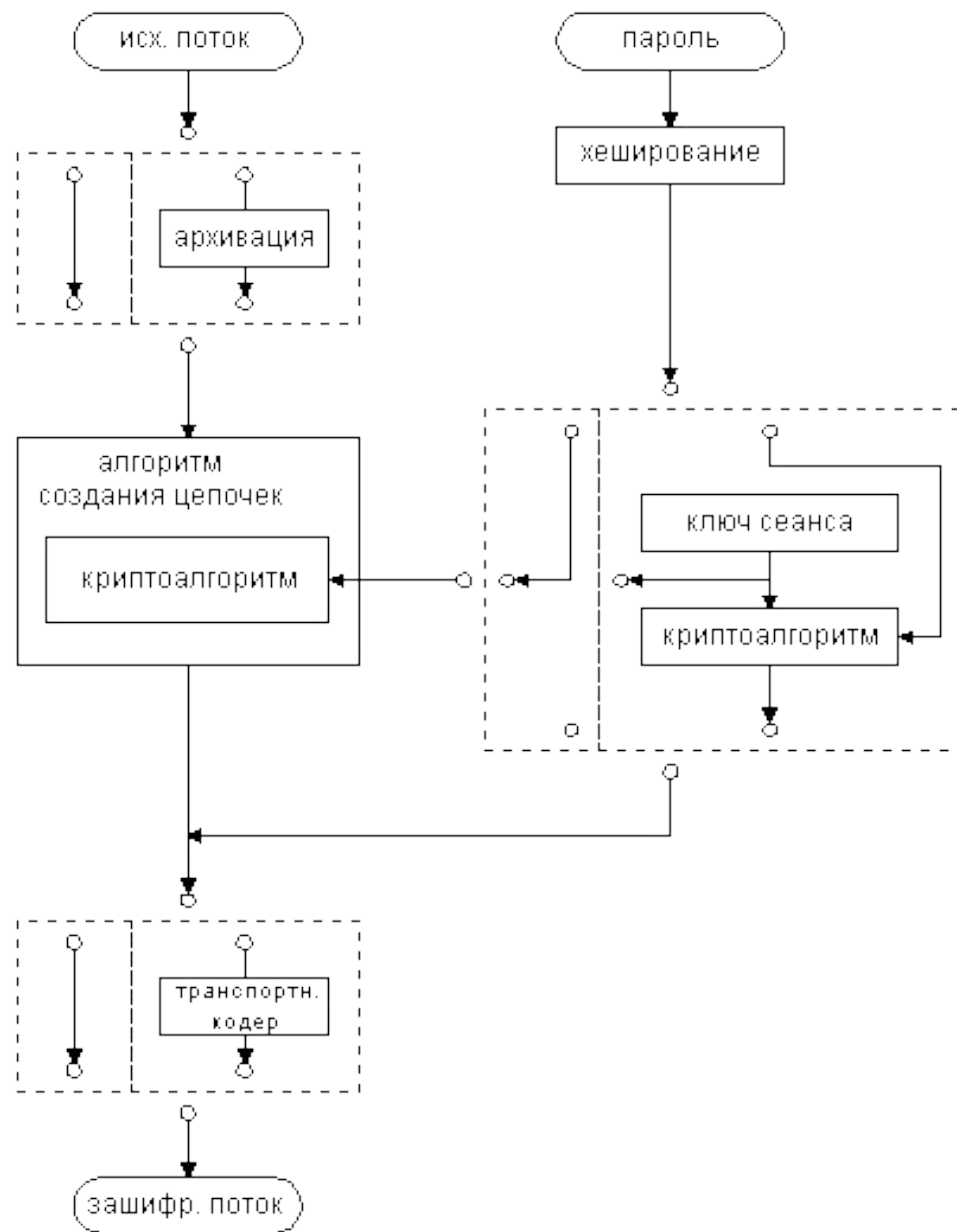 исх. поток
пароль
хеширование
архивация
алгоритм
создания цепочек
ключ сеанса
криптоалгоритм
криптоалгоритм
транспортн.
кодер
зашифр. поток